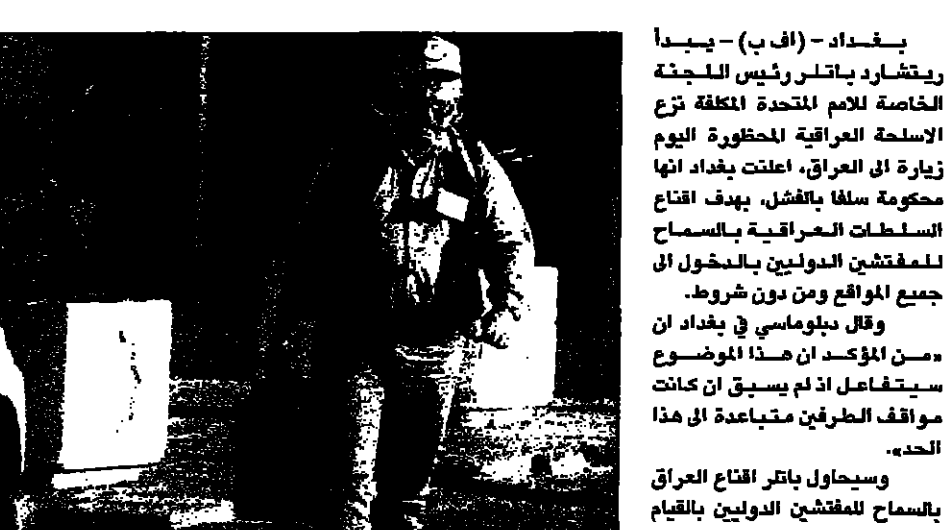 بغداد - (اف ب) - يبدأ
ريتشارد باتلر رئيس اللجنة
الخاصة للامم المتحدة المكلفة نزع
الاسلحة العراقية المحظورة اليوم
زيارة الى العراق، اعلنت بغداد انها
محكومة سلفا بالفشل، بهدف اقناع
السلطات العراقية بالسماح
للمفتشين الدوليين بالدخول الى
جميع المواقع ومن دون شروط.
وقال دبلوماسي في بغداد ان
«من المؤكد ان هذا الموضوع
سيتفاعل اذ لم يسبق ان كانت
مواقف الطرفين متباعدة الى هذا
الحد».
وسيحاول باتلر اقناع العراق
بالسماح للمفتشين الدوليين بالقيام